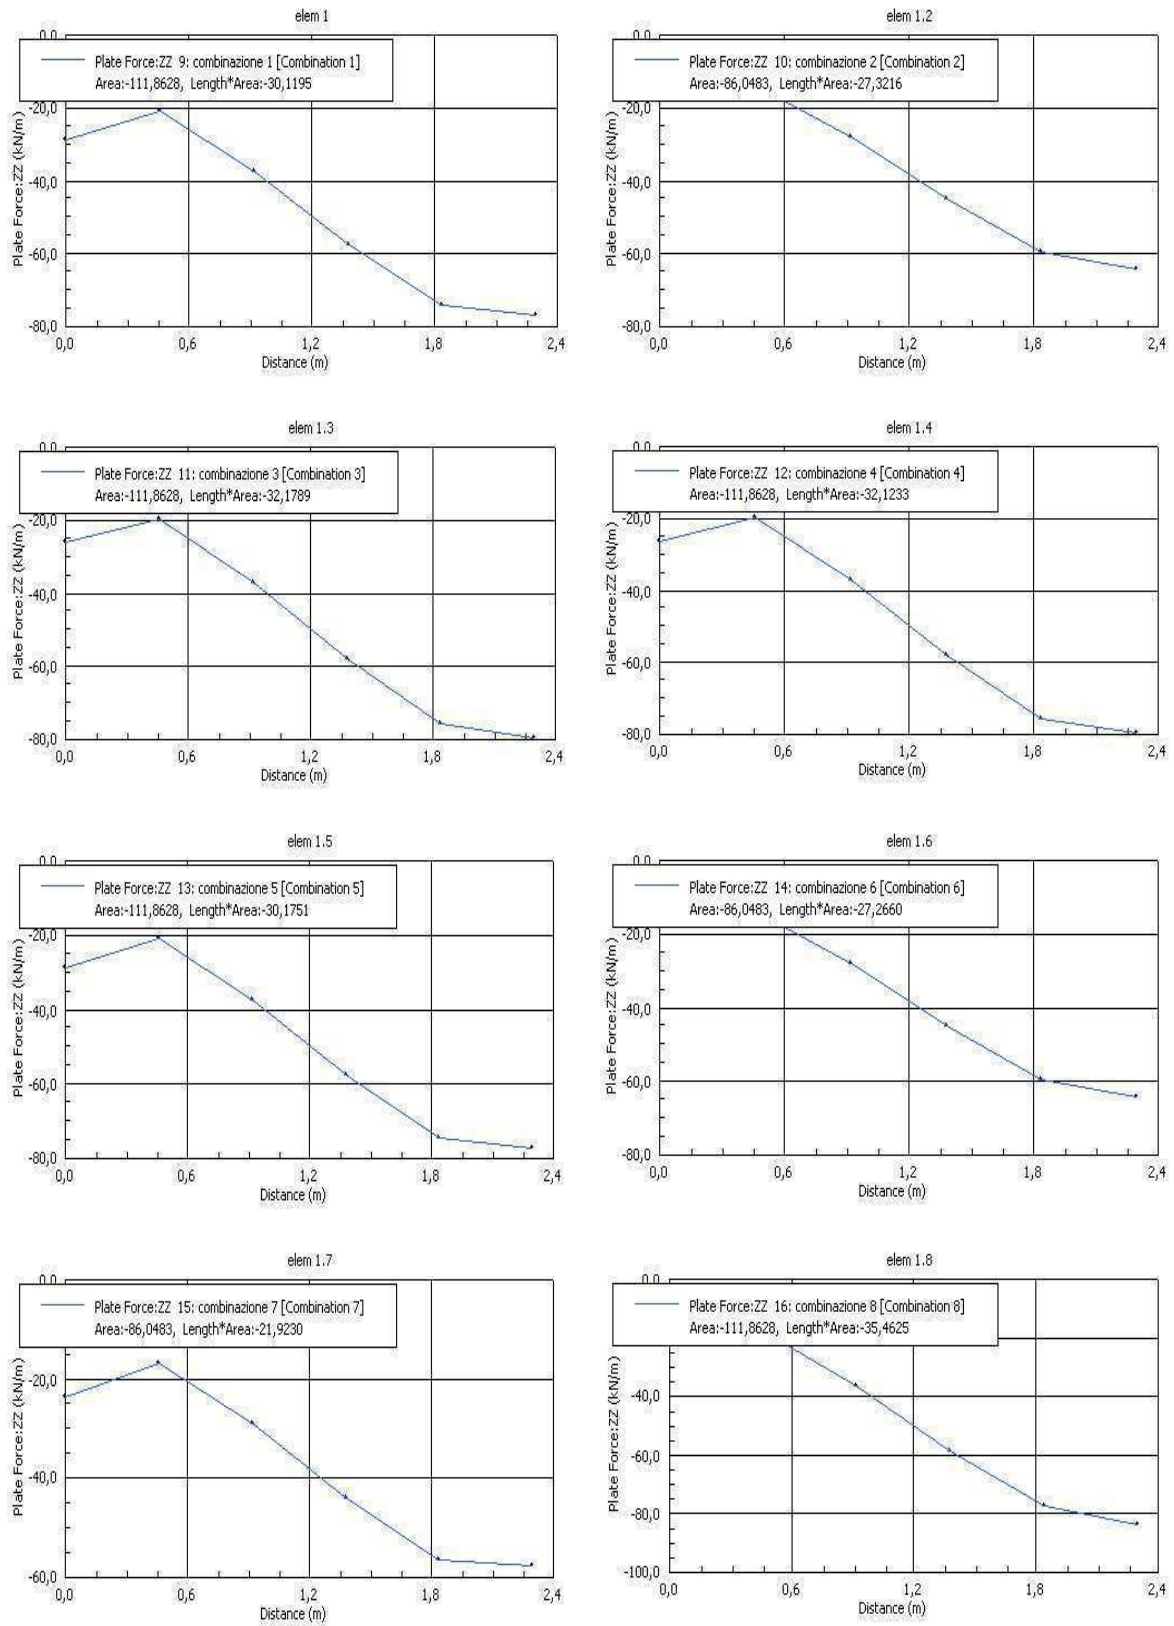 elem 1
0,0
Plate Force:ZZ 9: combinazione 1 [Combination 1]
Area:-111,8628, Length*Area:-30,1195
-20,0
-40,0
-60,0
-80,0
Plate Force:ZZ (kN/m)
0,0 0,6 1,2 1,8 2,4
Distance (m)
elem 1.2
0,0
Plate Force:ZZ 10: combinazione 2 [Combination 2]
Area:-86,0483, Length*Area:-27,3216
-20,0
-40,0
-60,0
-80,0
Plate Force:ZZ (kN/m)
0,0 0,6 1,2 1,8 2,4
Distance (m)
elem 1.3
0,0
Plate Force:ZZ 11: combinazione 3 [Combination 3]
Area:-111,8628, Length*Area:-32,1789
-20,0
-40,0
-60,0
-80,0
Plate Force:ZZ (kN/m)
0,0 0,6 1,2 1,8 2,4
Distance (m)
elem 1.4
0,0
Plate Force:ZZ 12: combinazione 4 [Combination 4]
Area:-111,8628, Length*Area:-32,1233
-20,0
-40,0
-60,0
-80,0
Plate Force:ZZ (kN/m)
0,0 0,6 1,2 1,8 2,4
Distance (m)
elem 1.5
0,0
Plate Force:ZZ 13: combinazione 5 [Combination 5]
Area:-111,8628, Length*Area:-30,1751
-20,0
-40,0
-60,0
-80,0
Plate Force:ZZ (kN/m)
0,0 0,6 1,2 1,8 2,4
Distance (m)
elem 1.6
0,0
Plate Force:ZZ 14: combinazione 6 [Combination 6]
Area:-86,0483, Length*Area:-27,2660
-20,0
-40,0
-60,0
-80,0
Plate Force:ZZ (kN/m)
0,0 0,6 1,2 1,8 2,4
Distance (m)
elem 1.7
0,0
Plate Force:ZZ 15: combinazione 7 [Combination 7]
Area:-86,0483, Length*Area:-21,9230
-20,0
-40,0
-60,0
Plate Force:ZZ (kN/m)
0,0 0,6 1,2 1,8 2,4
Distance (m)
elem 1.8
0,0
Plate Force:ZZ 16: combinazione 8 [Combination 8]
Area:-111,8628, Length*Area:-35,4625
-40,0
-60,0
-80,0
-100,0
Plate Force:ZZ (kN/m)
0,0 0,6 1,2 1,8 2,4
Distance (m)